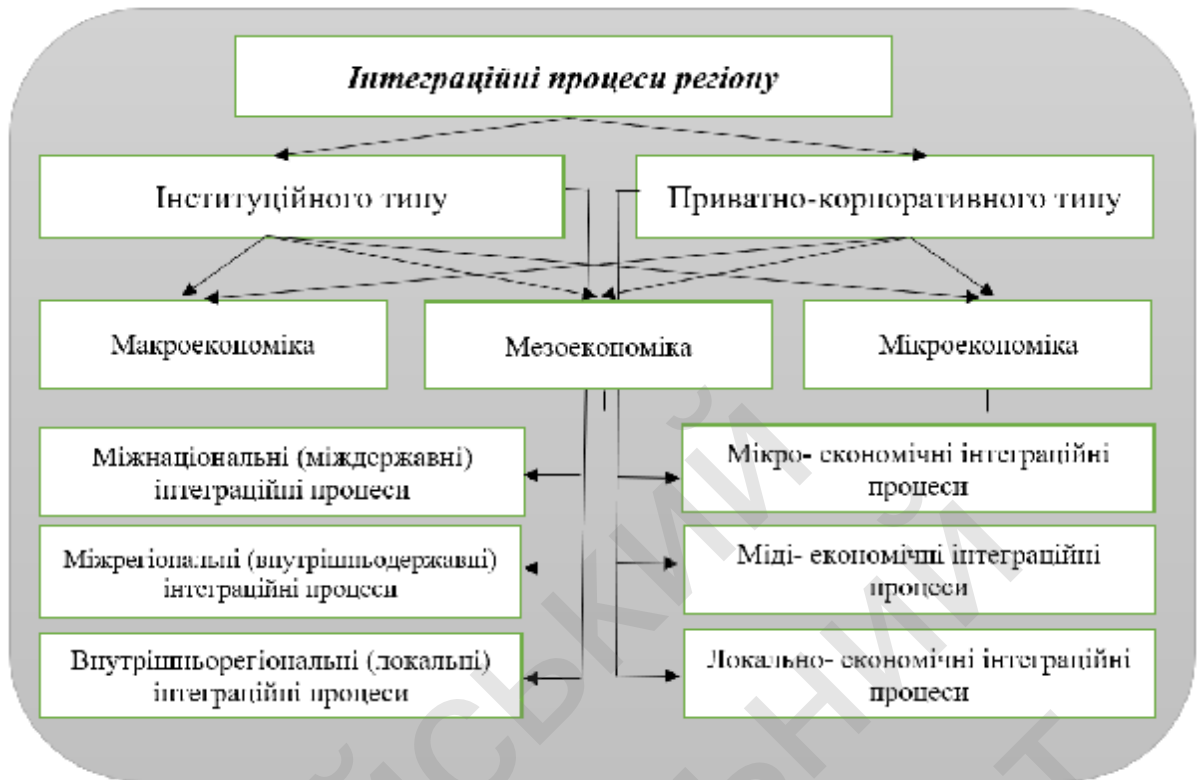 Інтеграційні процеси регіону
Інституційного типу
Приватно-корпоративного типу
Макроекономіка
Мезоекономіка
Мікроекономіка
Міжнаціональні (міждержавні)
інтеграційні процеси
Мікро- економічні інтеграційні
процеси
Міжрегіональні (внутрішньодержавні)
інтеграційні процеси
Міді- економічні інтеграційні
процеси
Внутрішньорегіональні (локальні)
інтеграційні процеси
Локально- економічні інтеграційні
процеси